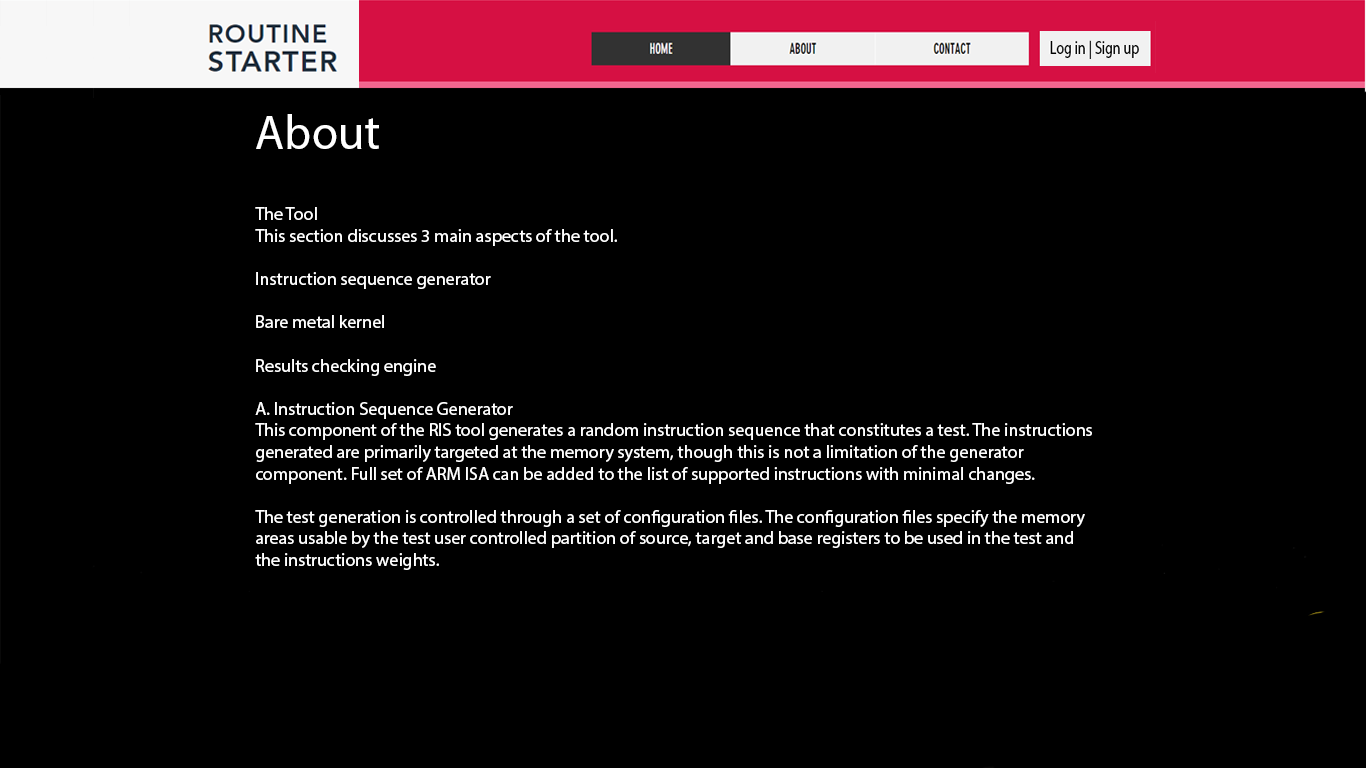 ROUTINE
STARTER
HOME
ABOUT
CONTACT
Log in | Sign up
About
The Tool
This section discusses 3 main aspects of the tool.
Instruction sequence generator
Bare metal kernel
Results checking engine
A. Instruction Sequence Generator
This component of the RIS tool generates a random instruction sequence that constitutes a test. The instructions
generated are primarily targeted at the memory system, though this is not a limitation of the generator
component. Full set of ARM ISA can be added to the list of supported instructions with minimal changes.
The test generation is controlled through a set of configuration files. The configuration files specify the memory
areas usable by the test user controlled partition of source, target and base registers to be used in the test and
the instructions weights.